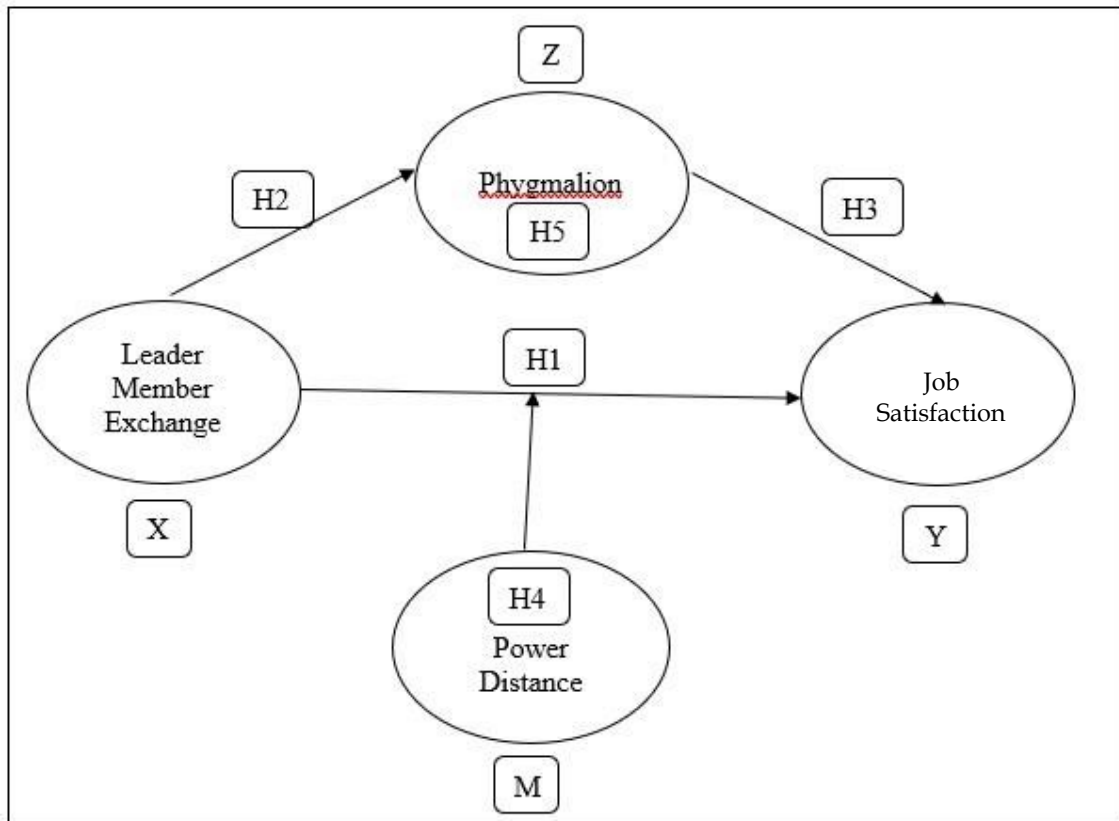 Z
Phygmalion
H5
H2
H3
Leader
Member
Exchange
H1
Job
Satisfaction
X
Y
H4
Power
Distance
M